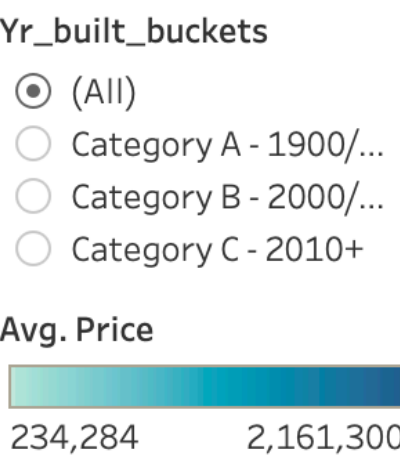 Yr_built_buckets
(All)
Category A - 1900/...
Category B - 2000/...
Category C - 2010+
Avg. Price
234,284 2,161,300